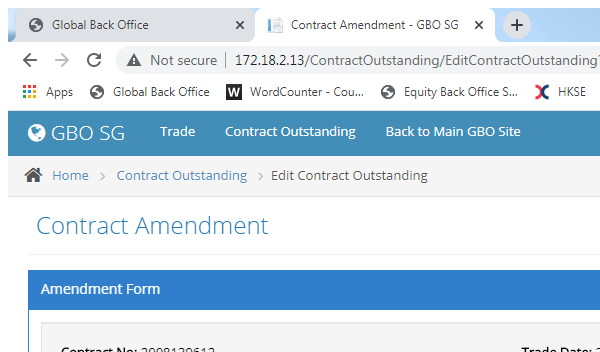 Global Back Office
Contract Amendment - GBO SG
Not secure | 172.18.2.13/ContractOutstanding/EditContractOutstanding?
Apps Global Back Office WordCounter - Cou... Equity Back Office S... HKSE
GBO SG Trade Contract Outstanding Back to Main GBO Site
Home > Contract Outstanding > Edit Contract Outstanding
Contract Amendment
Amendment Form
Contract No: 2008130612 Trade Date: